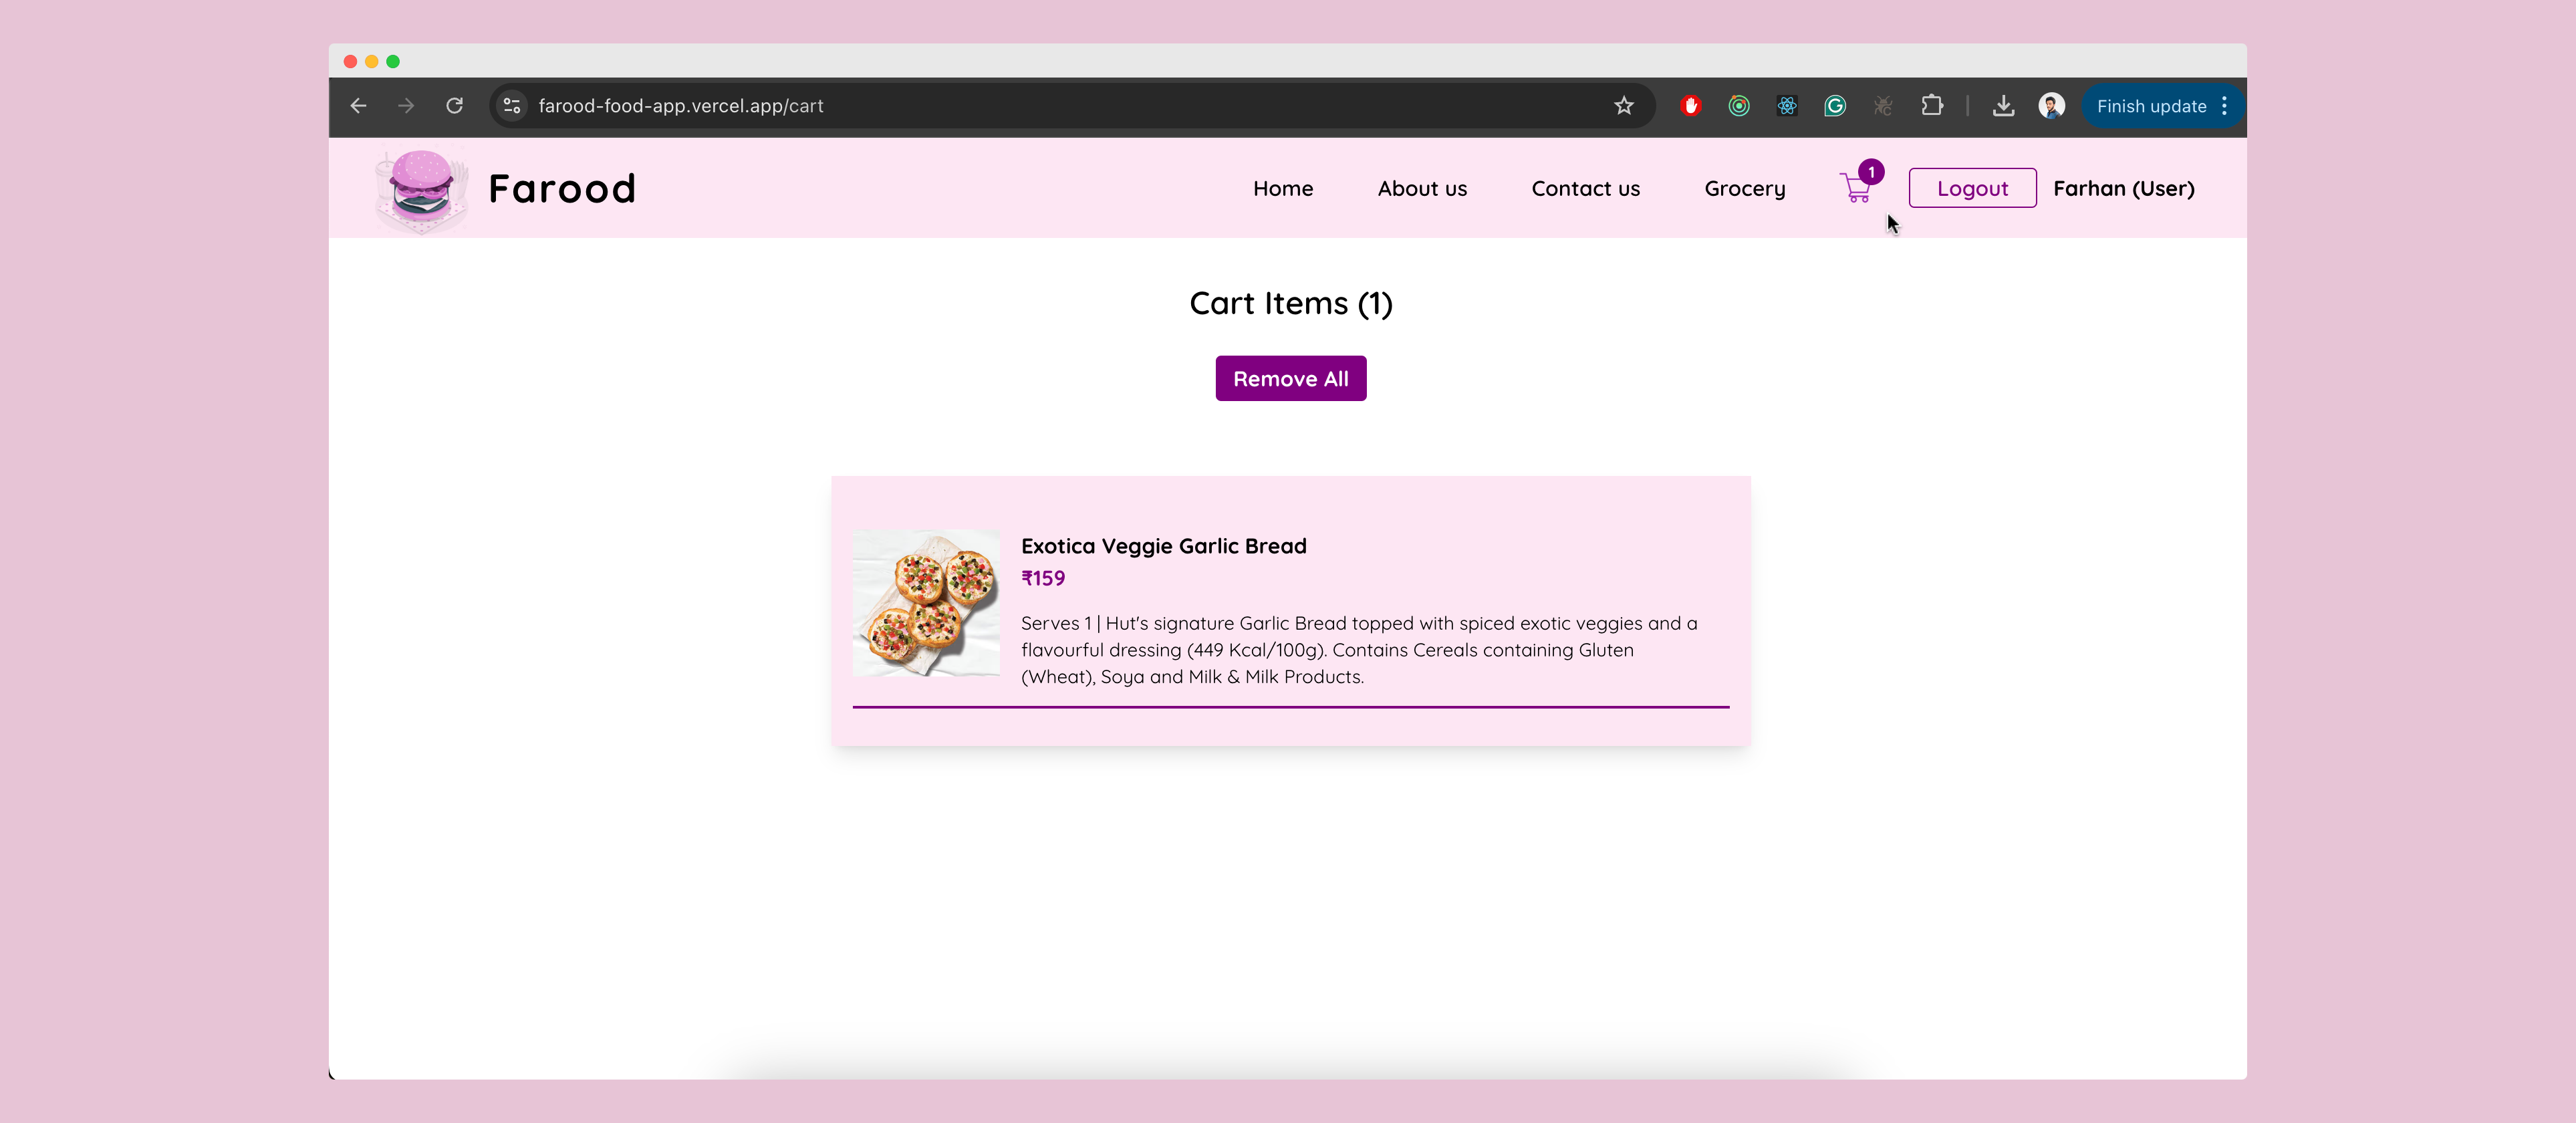 farood-food-app.vercel.app/cart
Finish update
Farood
Home
About us
Contact us
Grocery
1
Logout
Farhan (User)
Cart Items (1)
Remove All
Exotica Veggie Garlic Bread
₹159
Serves 1 | Hut's signature Garlic Bread topped with spiced exotic veggies and a
flavourful dressing (449 Kcal/100g). Contains Cereals containing Gluten
(Wheat), Soya and Milk & Milk Products.